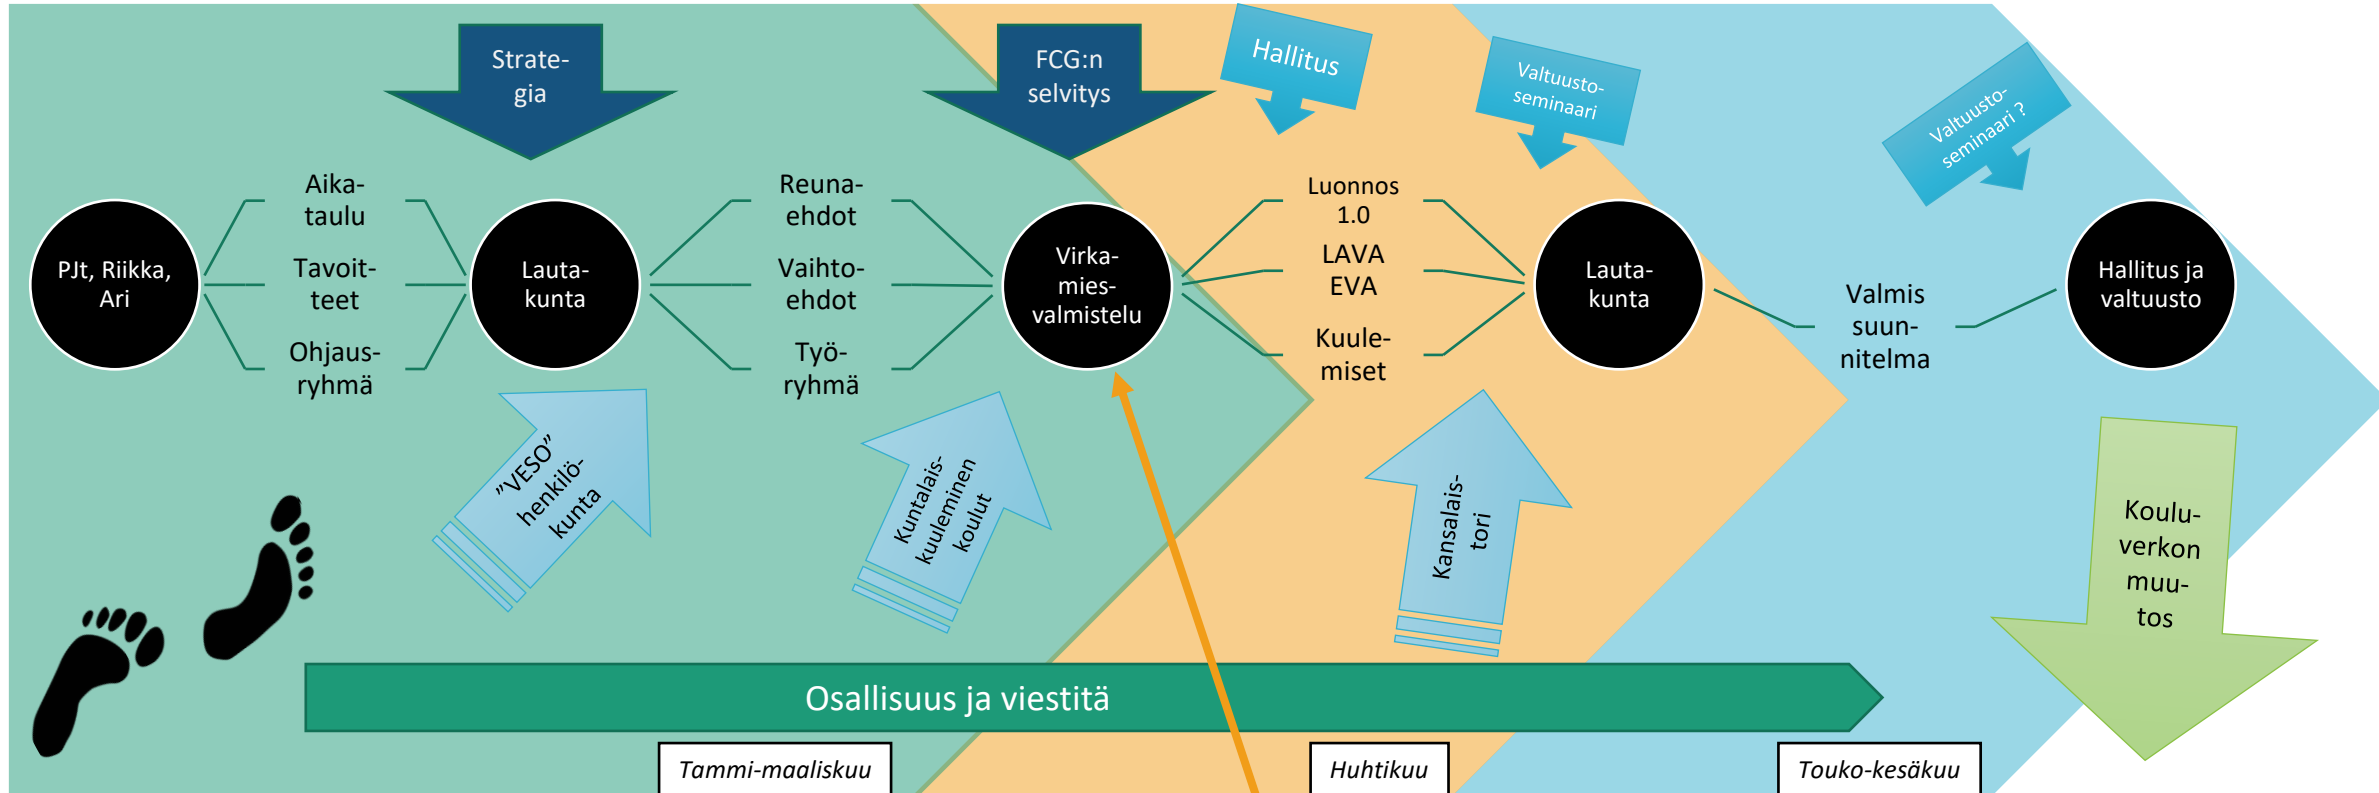 Strate-
gia
FCG:n
selvitys
Hallitus
Valtuusto-
seminaari
Valtuusto-
seminaari ?
PJt, Riikka,
Ari
Aika-
taulu
Tavoit-
teet
Ohjaus-
ryhmä
Lauta-
kunta
Reuna-
ehdot
Vaihto-
ehdot
Työ-
ryhmä
Virka-
mies-
valmistelu
Luonnos
1.0
LAVA
EVA
Kuule-
miset
Lauta-
kunta
Valmis
suun-
nitelma
Hallitus ja
valtuusto
”VESO”
henkilö-
kunta
Kuntalais-
kuuleminen
koulut
Kansalais-
tori
Koulu-
verkon
muu-
tos
Osallisuus ja viestitä
Tammi-maaliskuu
Huhtikuu
Touko-kesäkuu